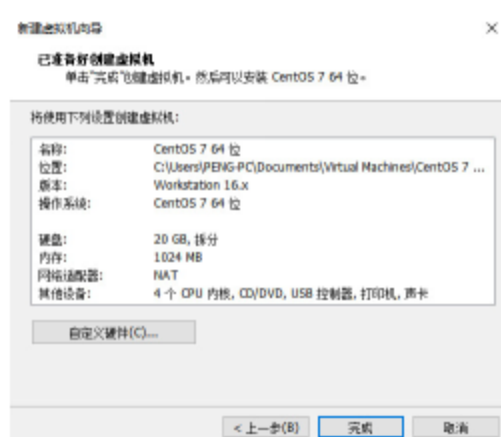 新建虚拟机向导
已准备好创建虚拟机
单击"完成"创建虚拟机。然后可以安装 CentOS 7 64 位。
将使用下列设置创建虚拟机:
名称: CentOS 7 64 位
位置: C:\Users\PENG-PC\Documents\Virtual Machines\CentOS 7 ...
版本: Workstation 16.x
操作系统: CentOS 7 64 位
硬盘: 20 GB, 拆分
内存: 1024 MB
网络适配器: NAT
其他设备: 4 个 CPU 内核, CD/DVD, USB 控制器, 打印机, 声卡
自定义硬件(C)...
< 上一步(B) 完成 取消